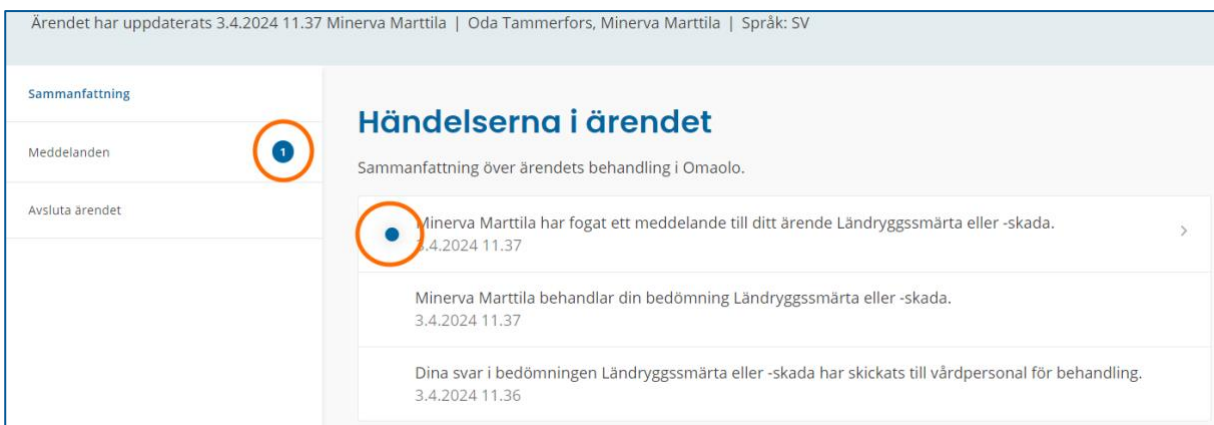 Ärendet har uppdaterats 3.4.2024 11.37 Minerva Marttila | Oda Tammerfors, Minerva Marttila | Språk: SV
Sammanfattning
Meddelanden
1
Avsluta ärendet
Händelserna i ärendet
Sammanfattning över ärendets behandling i Omaolo.
Minerva Marttila har fogat ett meddelande till ditt ärende Ländryggssmärta eller -skada.
3.4.2024 11.37
Minerva Marttila behandlar din bedömning Ländryggssmärta eller -skada.
3.4.2024 11.37
Dina svar i bedömningen Ländryggssmärta eller -skada har skickats till vårdpersonal för behandling.
3.4.2024 11.36